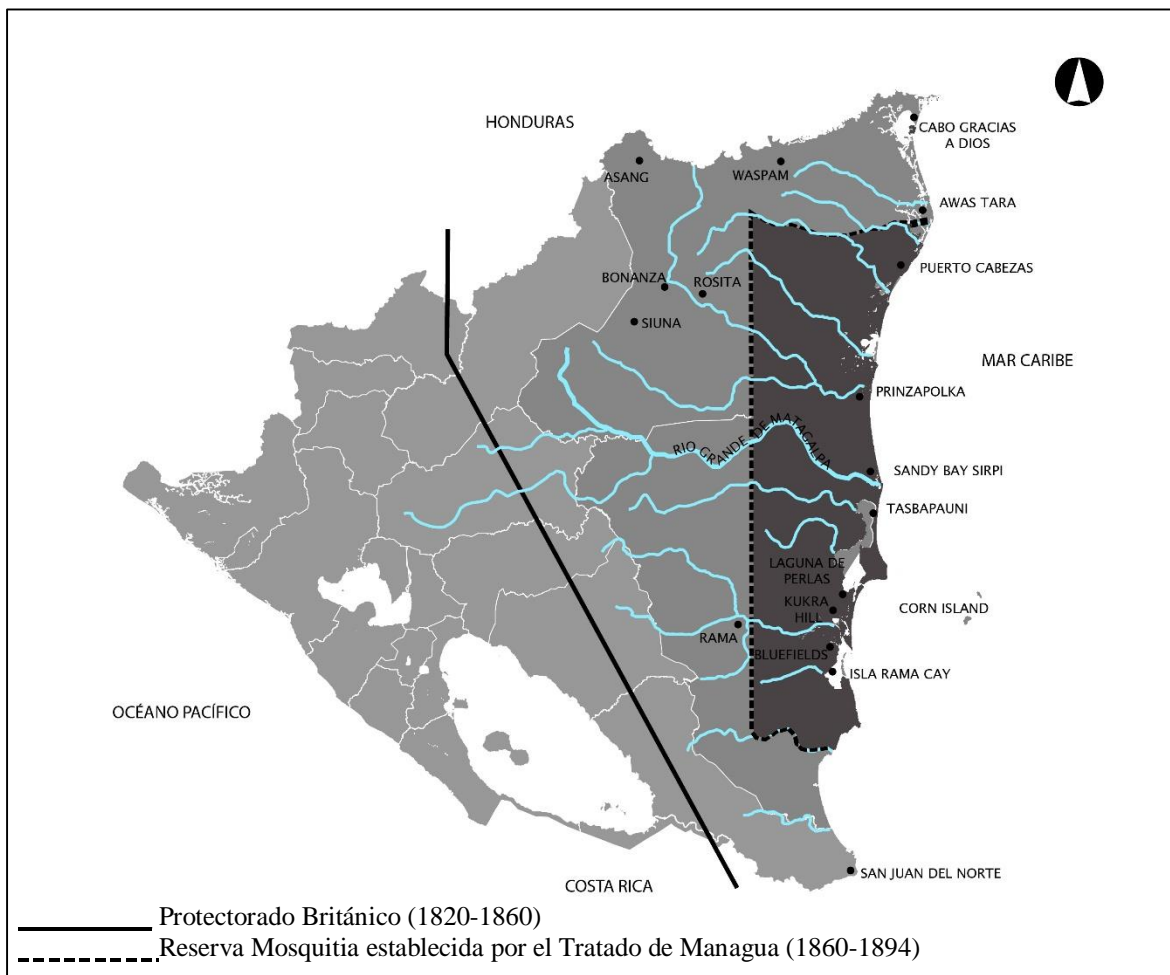 HONDURAS
CABO GRACIAS
A DIOS
ASANG
WASPAM
AWAS TARA
PUERTO CABEZAS
BONANZA
ROSITA
SIUNA
MAR CARIBE
PRINZAPOLKA
RIO GRANDE DE MATAGALPA
SANDY BAY SIRPI
TASBAPAUNI
LAGUNA DE
PERLAS
KUKRA
HILL
CORN ISLAND
RAMA
BLUEFIELDS
ISLA RAMA CAY
OCÉANO PACÍFICO
SAN JUAN DEL NORTE
COSTA RICA
Protectorado Británico (1820-1860)
Reserva Mosquitia establecida por el Tratado de Managua (1860-1894)